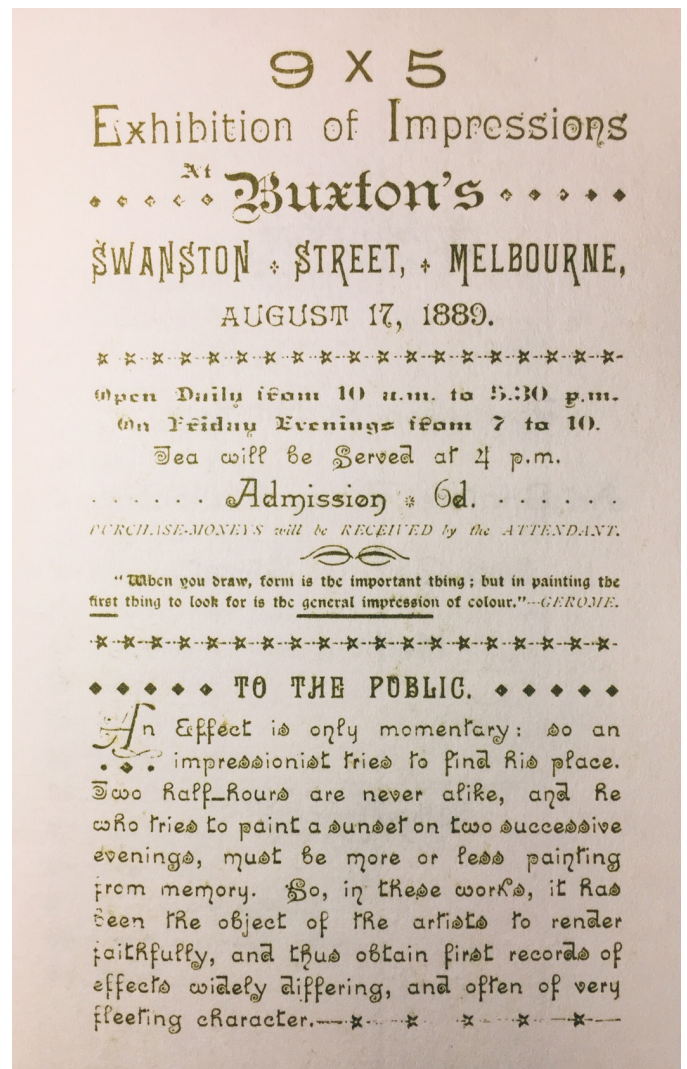 9 X 5
Exhibition of Impressions
At Buxton's
SWANSTON STREET, MELBOURNE,
AUGUST 17, 1889.
Open Daily from 10 a.m. to 5.30 p.m.
On Friday Evenings from 7 to 10.
Tea will be Served at 4 p.m.
Admission 6d.
PURCHASE-MONEYS will be RECEIVED by the ATTENDANT.
"When you draw, form is the important thing; but in painting the
first thing to look for is the general impression of colour."—GEROME.
TO THE PUBLIC.
An Effect is only momentary: so an
impressionist tries to find his place.
Two half-hours are never alike, and he
who tries to paint a sunset on two successive
evenings, must be more or less painting
from memory. So, in these works, it has
been the object of the artists to render
faithfully, and thus obtain first records of
effects widely differing, and often of very
fleeting character.—